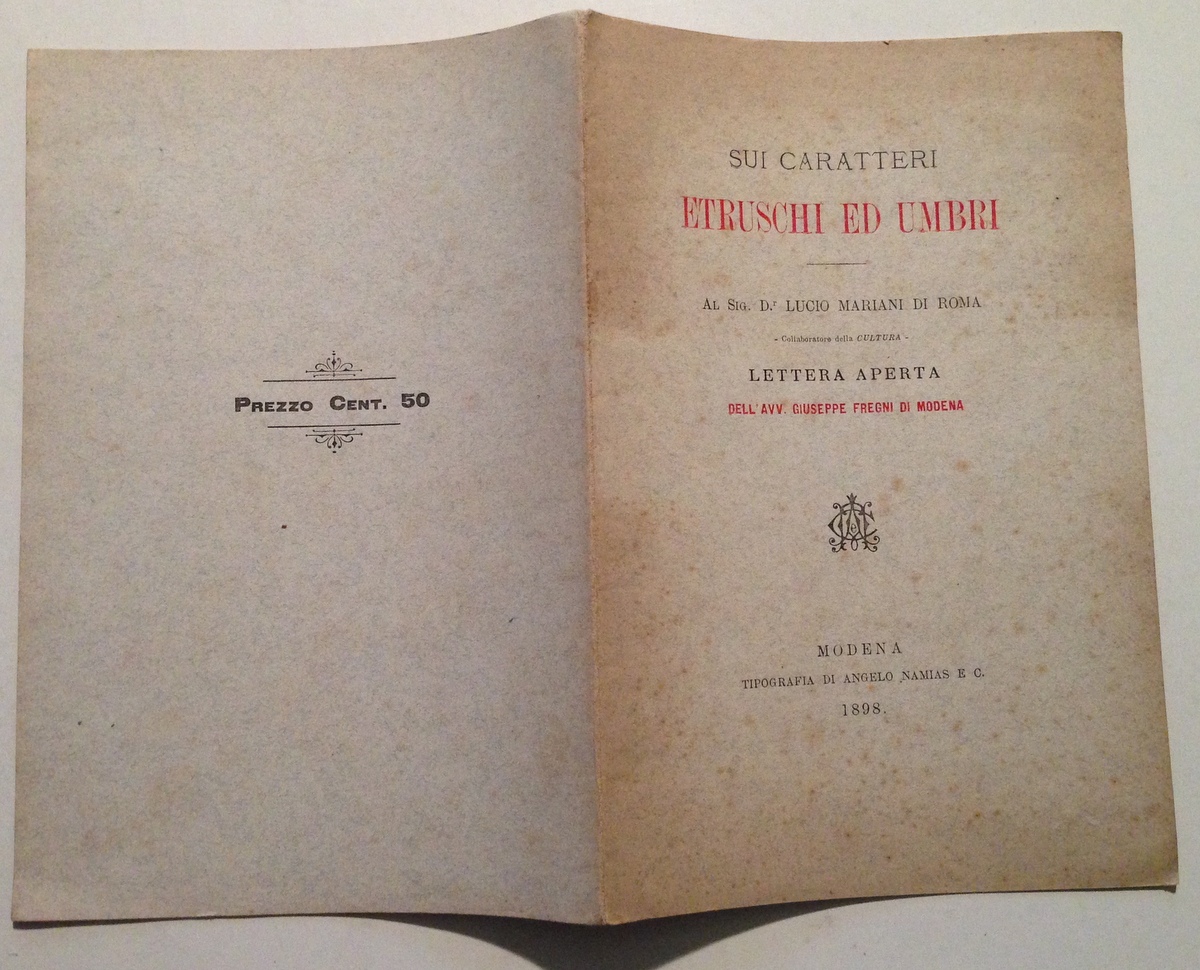 Prezzo Cent. 50
SUI CARATTERI
ETRUSCHI ED UMBRI
Al Sig. D.r LUCIO MARIANI DI ROMA
- Collaboratore della CULTURA -
LETTERA APERTA
DELL'AVV. GIUSEPPE FREGNI DI MODENA
MODENA
TIPOGRAFIA DI ANGELO NAMIAS E C.
1898.